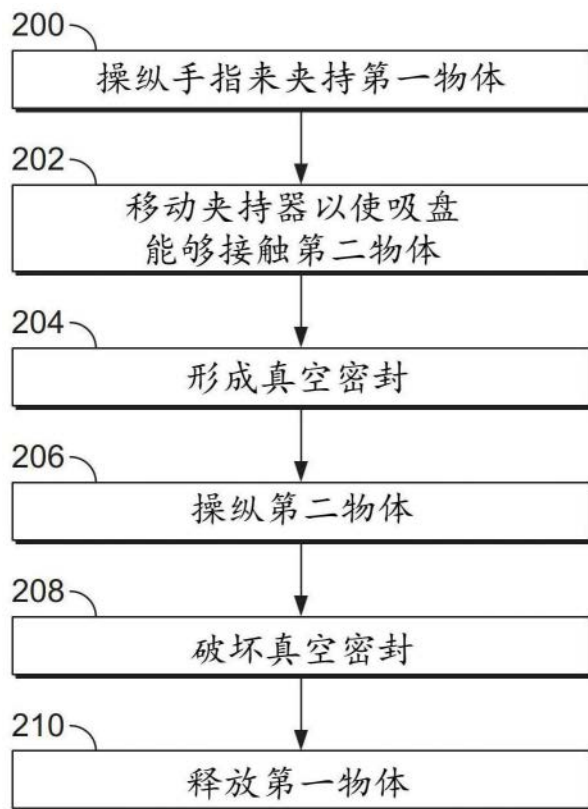 200
操纵手指来夹持第一物体
202
移动夹持器以使吸盘
能够接触第二物体
204
形成真空密封
206
操纵第二物体
208
破坏真空密封
210
释放第一物体